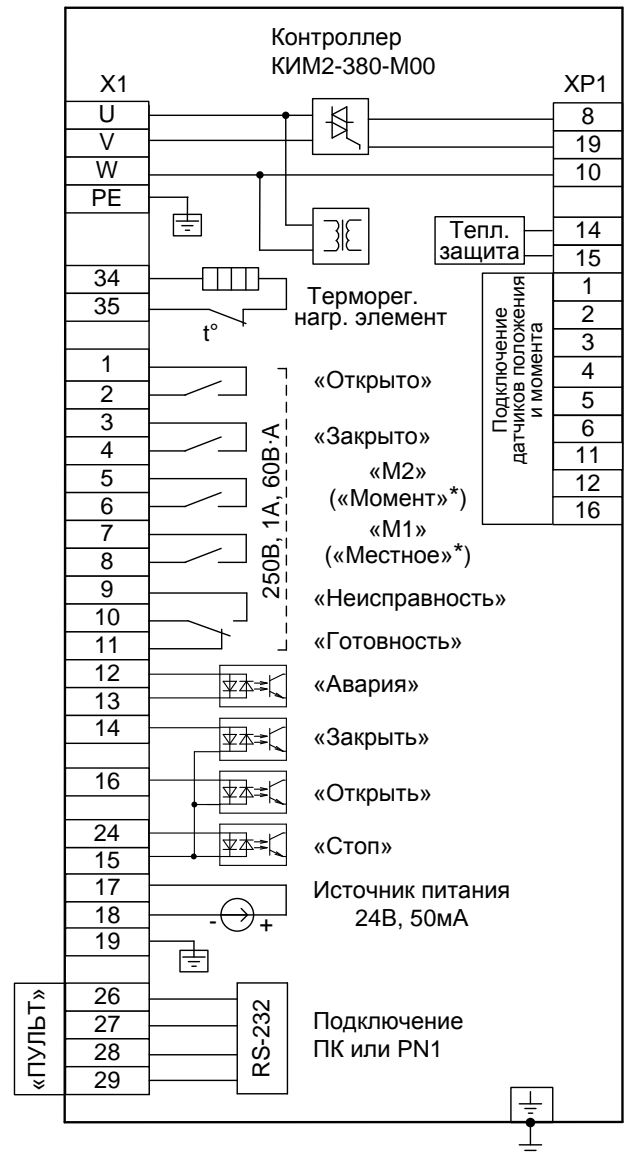 Контроллер
КИМ2-380-М00
X1
XP1
U
V
W
PE
34
35
1
2
3
4
5
6
7
8
9
10
11
12
13
14
16
24
15
17
18
19
26
27
28
29
«ПУЛЬТ»
8
19
10
14
15
1
2
3
4
5
6
11
12
16
Тепл.
защита
Подключение
датчиков положения
и момента
t°
Терморег.
нагр. элемент
250В, 1А, 60В·А
«Открыто»
«Закрыто»
«М2»
(«Момент»*)
«М1»
(«Местное»*)
«Неисправность»
«Готовность»
«Авария»
«Закрыть»
«Открыть»
«Стоп»
- +
Источник питания
24В, 50мА
RS-232
Подключение
ПК или PN1